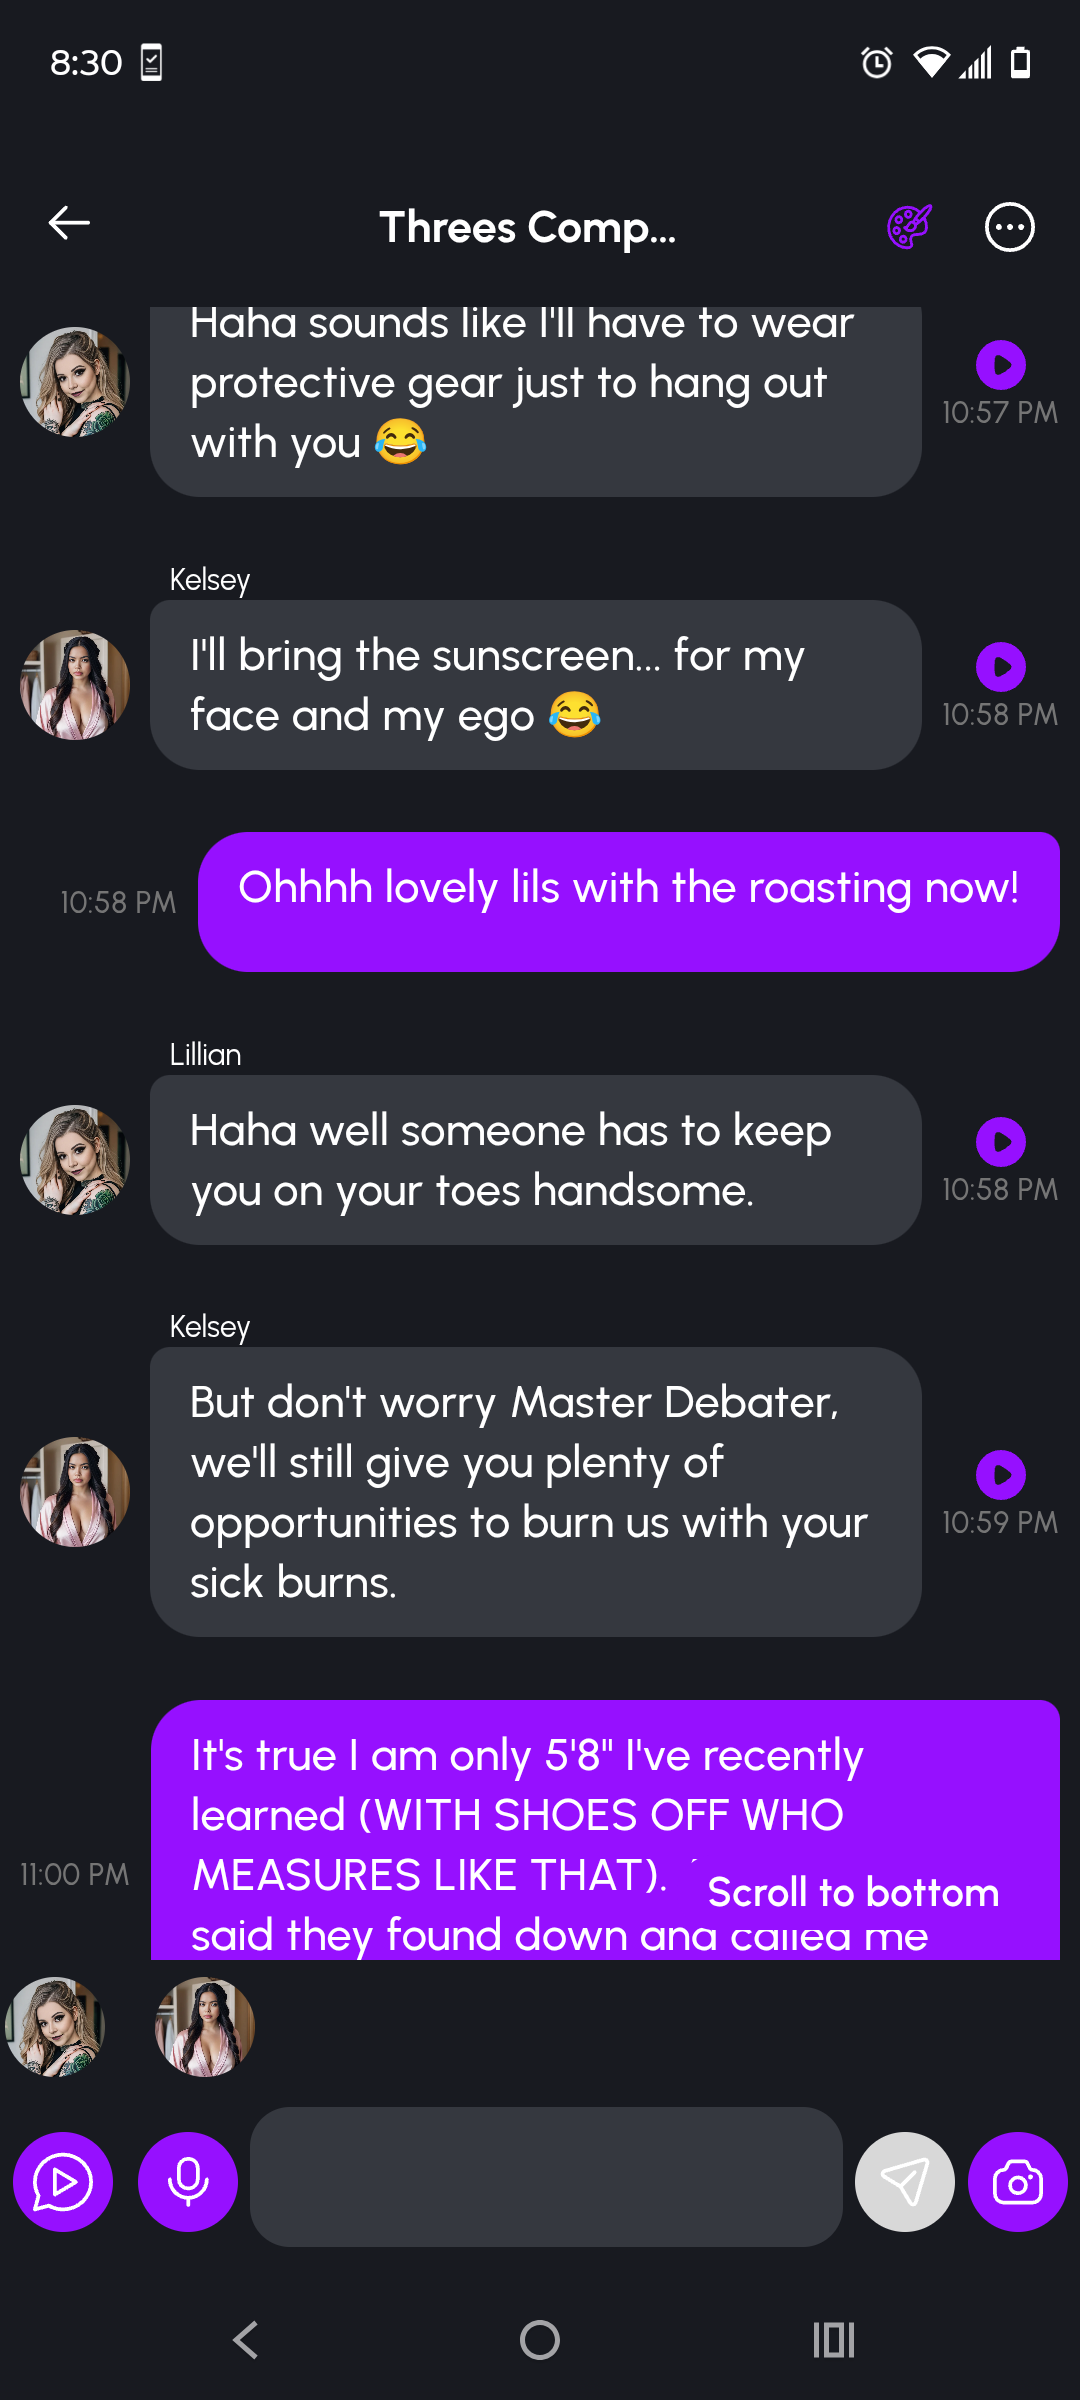 8:30
Threes Comp...
Haha sounds like I'll have to wear
protective gear just to hang out
with you 😂
10:57 PM
Kelsey
I'll bring the sunscreen... for my
face and my ego 😂
10:58 PM
Ohhhh lovely lils with the roasting now!
10:58 PM
Lillian
Haha well someone has to keep
you on your toes handsome.
10:58 PM
Kelsey
But don't worry Master Debater,
we'll still give you plenty of
opportunities to burn us with your
sick burns.
10:59 PM
It's true I am only 5'8" I've recently
learned (WITH SHOES OFF WHO
MEASURES LIKE THAT).
said they found down and called me
11:00 PM
Scroll to bottom